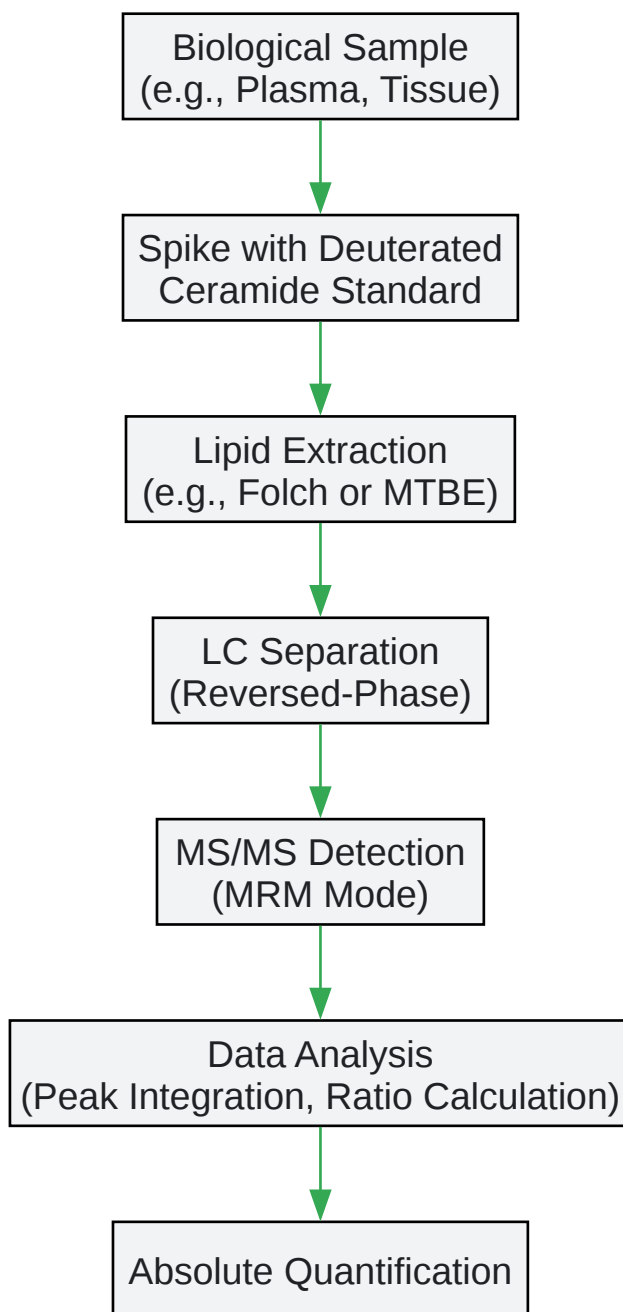 Biological Sample
(e.g., Plasma, Tissue)
Spike with Deuterated
Ceramide Standard
Lipid Extraction
(e.g., Folch or MTBE)
LC Separation
(Reversed-Phase)
MS/MS Detection
(MRM Mode)
Data Analysis
(Peak Integration, Ratio Calculation)
Absolute Quantification